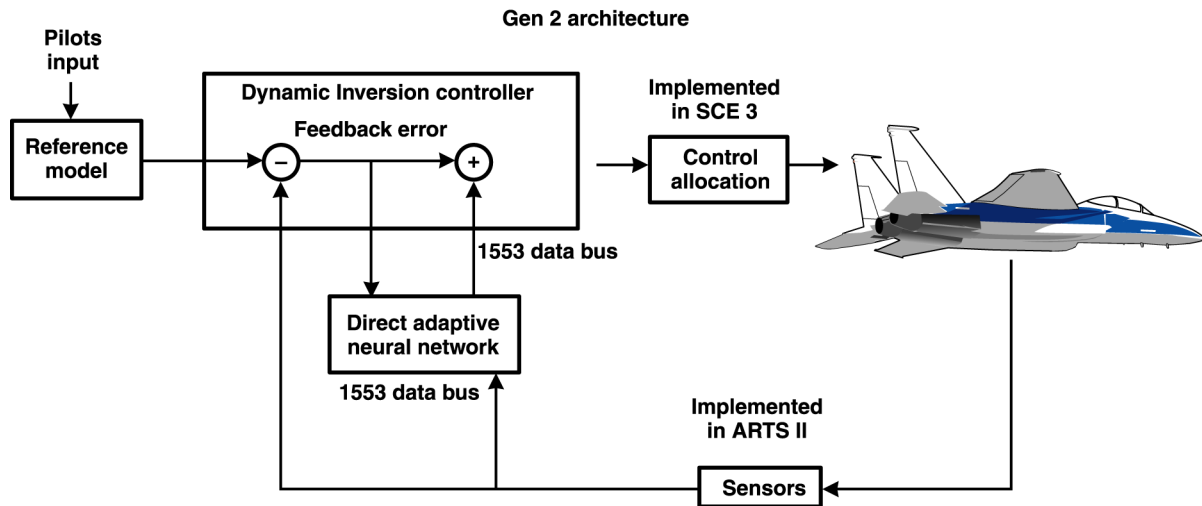 Gen 2 architecture
Pilots
input
Reference
model
Dynamic Inversion controller
Feedback error
−
+
Implemented
in SCE 3
Control
allocation
1553 data bus
Direct adaptive
neural network
1553 data bus
Implemented
in ARTS II
Sensors